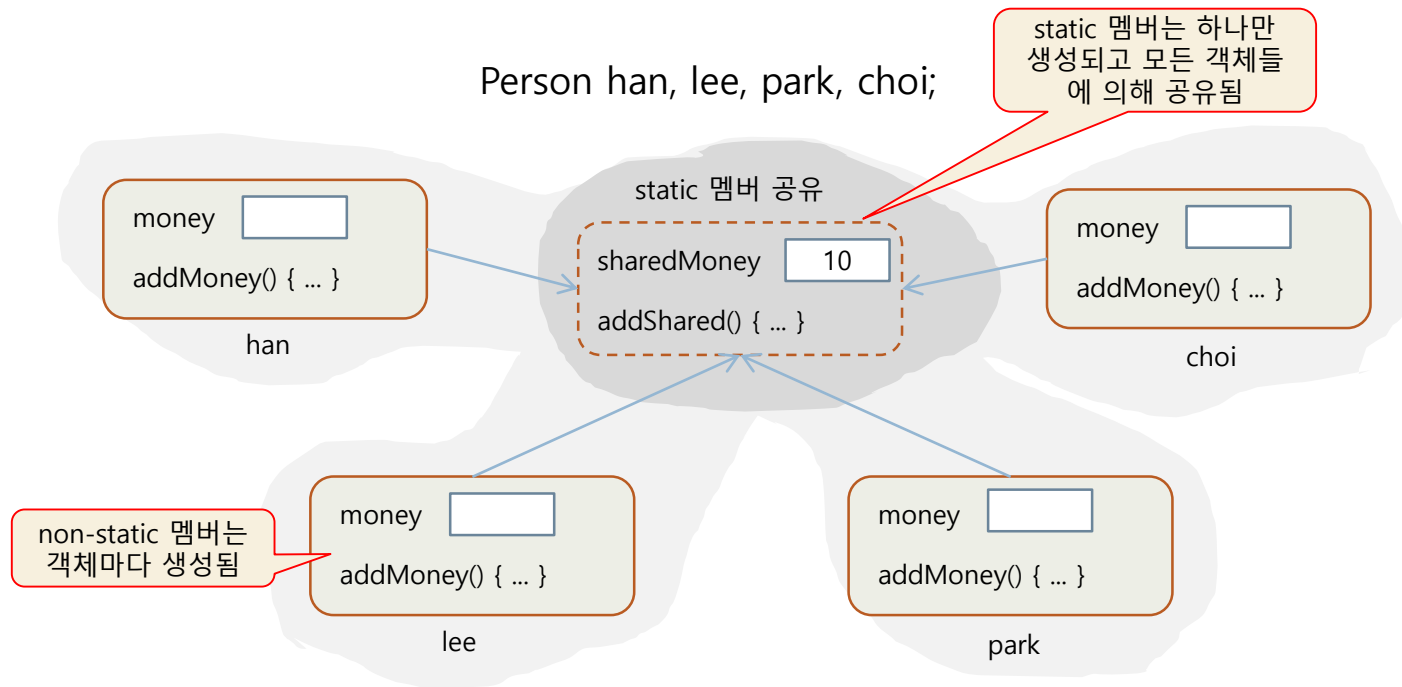 static 멤버는 하나만
생성되고 모든 객체들
에 의해 공유됨
Person han, lee, park, choi;
static 멤버 공유
money
addMoney() { ... }
han
sharedMoney 10
addShared() { ... }
money
addMoney() { ... }
choi
non-static 멤버는
객체마다 생성됨
money
addMoney() { ... }
lee
money
addMoney() { ... }
park